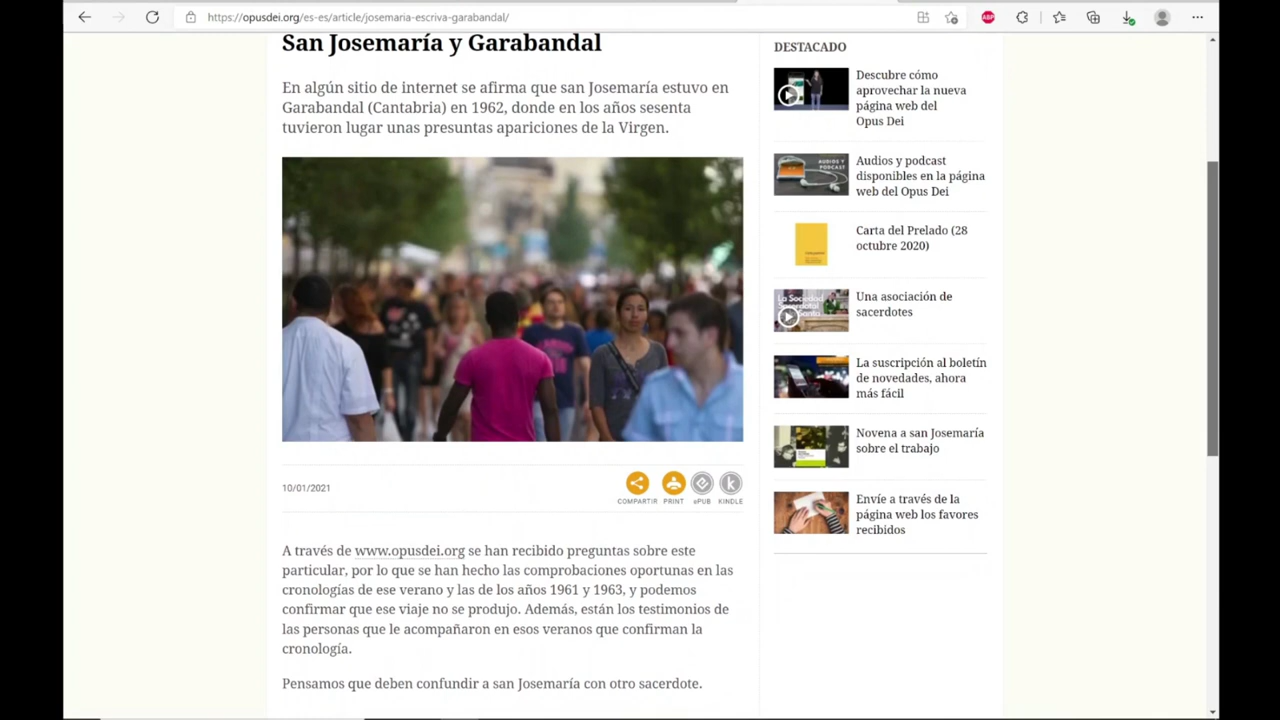 https://opusdei.org/es-es/article/josemaria-escriva-garabandal/
ABP
San Josemaría y Garabandal
En algún sitio de internet se afirma que san Josemaría estuvo en
Garabandal (Cantabria) en 1962, donde en los años sesenta
tuvieron lugar unas presuntas apariciones de la Virgen.
10/01/2021
COMPARTIR PRINT ePUB KINDLE
A través de www.opusdei.org se han recibido preguntas sobre este
particular, por lo que se han hecho las comprobaciones oportunas en las
cronologías de ese verano y las de los años 1961 y 1963, y podemos
confirmar que ese viaje no se produjo. Además, están los testimonios de
las personas que le acompañaron en esos veranos que confirman la
cronología.
Pensamos que deben confundir a san Josemaría con otro sacerdote.
DESTACADO
Descubre cómo
aprovechar la nueva
página web del
Opus Dei
AUDIOS Y
PODCAST
Audios y podcast
disponibles en la página
web del Opus Dei
Carta del Prelado (28
octubre 2020)
La Sociedad
Sacerdotal
Santa
Una asociación de
sacerdotes
La suscripción al boletín
de novedades, ahora
más fácil
Novena a san Josemaría
sobre el trabajo
Envíe a través de la
página web los favores
recibidos